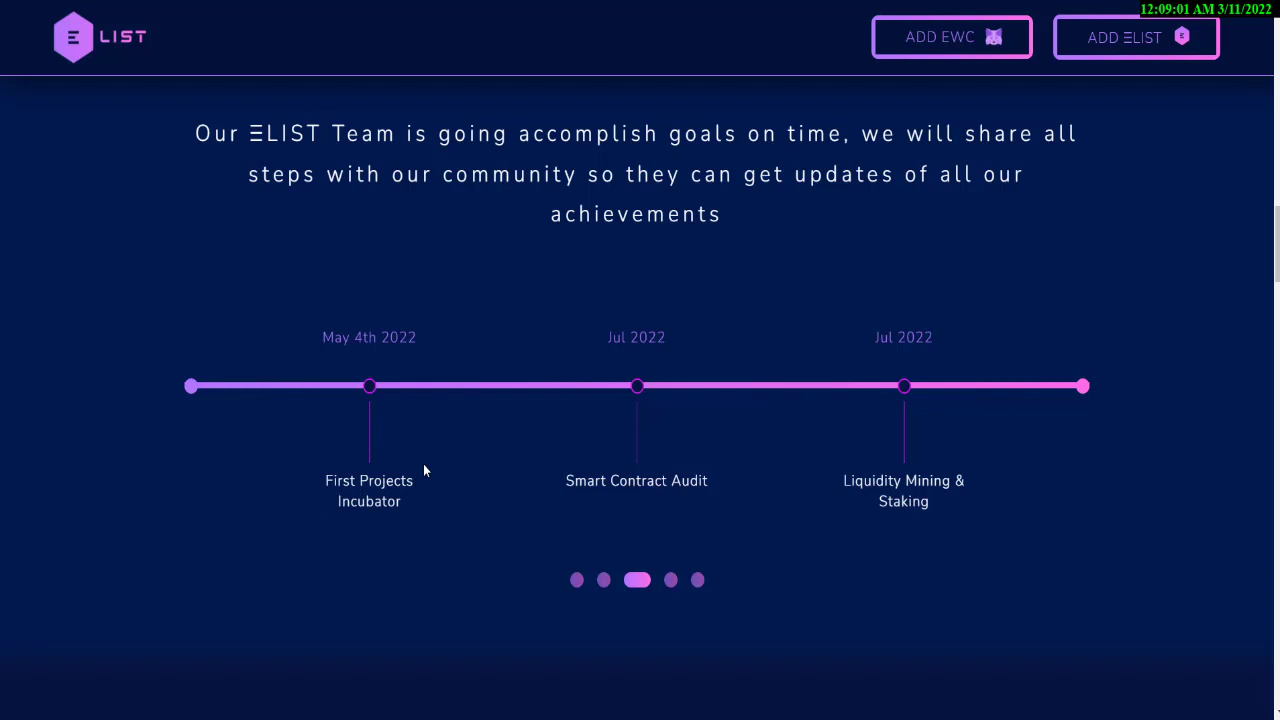 12:09:01 AM 3/11/2022
E LIST
ADD EWC
ADD ΞLIST E
Our ΞLIST Team is going accomplish goals on time, we will share all
steps with our community so they can get updates of all our
achievements
May 4th 2022
Jul 2022
Jul 2022
First Projects
Incubator
Smart Contract Audit
Liquidity Mining &
Staking